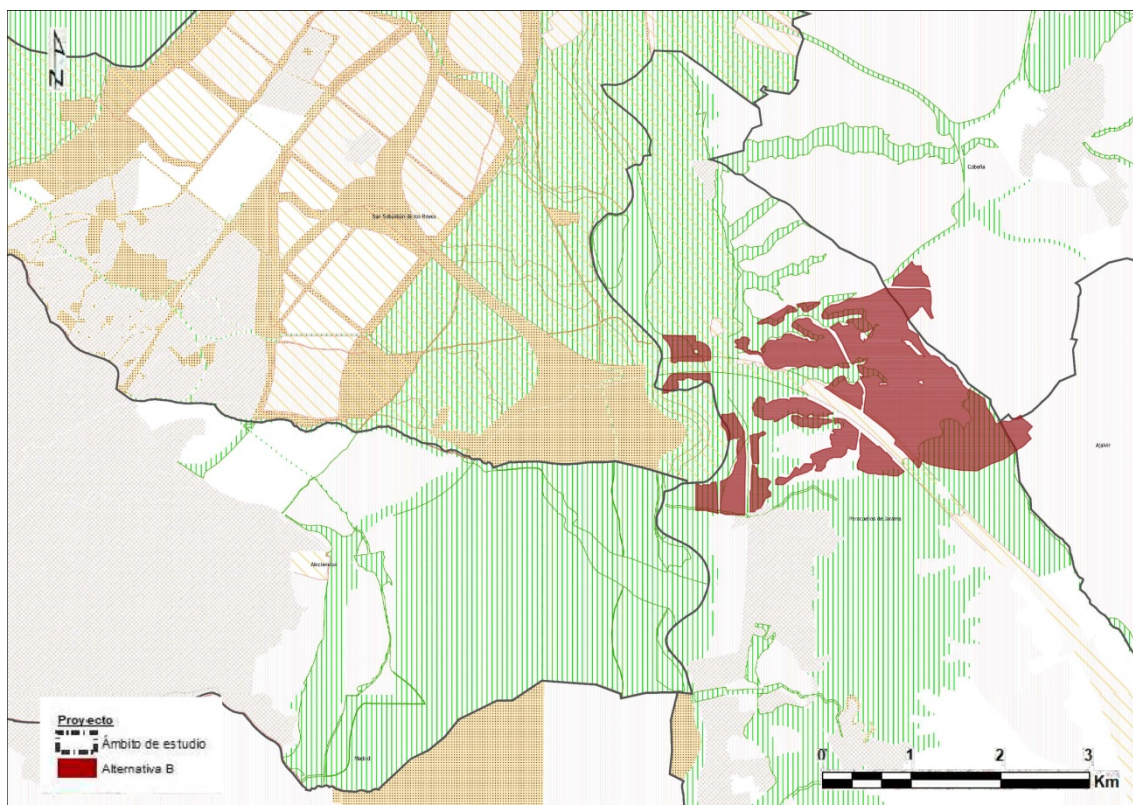 N
Cobeña
San Sebastián de los Reyes
Ajalvir
Paracuellos de Jarama
Alcobendas
Madrid
Proyecto
Ámbito de estudio
Alternativa B
0 1 2 3
Km